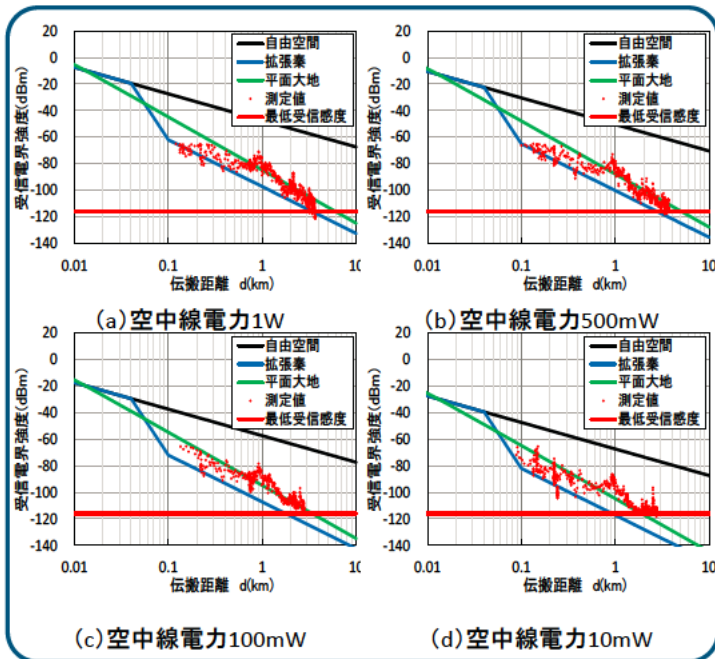 20
0
-20
-40
-60
-80
-100
-120
-140
受信電界強度(dBm)
自由空間
拡張秦
平面大地
測定値
最低受信感度
0.01 0.1 1 10
伝搬距離 d(km)
(a)空中線電力1W
20
0
-20
-40
-60
-80
-100
-120
-140
受信電界強度(dBm)
自由空間
拡張秦
平面大地
測定値
最低受信感度
0.01 0.1 1 10
伝搬距離 d(km)
(b)空中線電力500mW
20
0
-20
-40
-60
-80
-100
-120
-140
受信電界強度(dBm)
自由空間
拡張秦
平面大地
測定値
最低受信感度
0.01 0.1 1 10
伝搬距離 d(km)
(c)空中線電力100mW
20
0
-20
-40
-60
-80
-100
-120
-140
受信電界強度(dBm)
自由空間
拡張秦
平面大地
測定値
最低受信感度
0.01 0.1 1 10
伝搬距離 d(km)
(d)空中線電力10mW